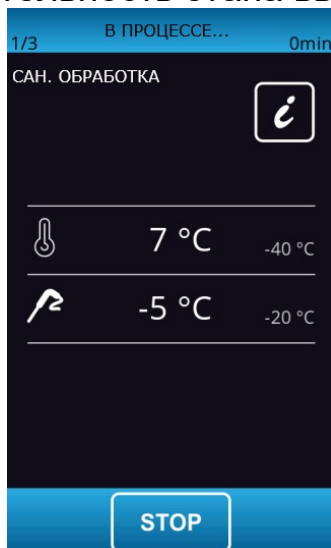 В ПРОЦЕССЕ...
1/3 0min
САН. ОБРАБОТКА
i
7 °C -40 °C
-5 °C -20 °C
STOP